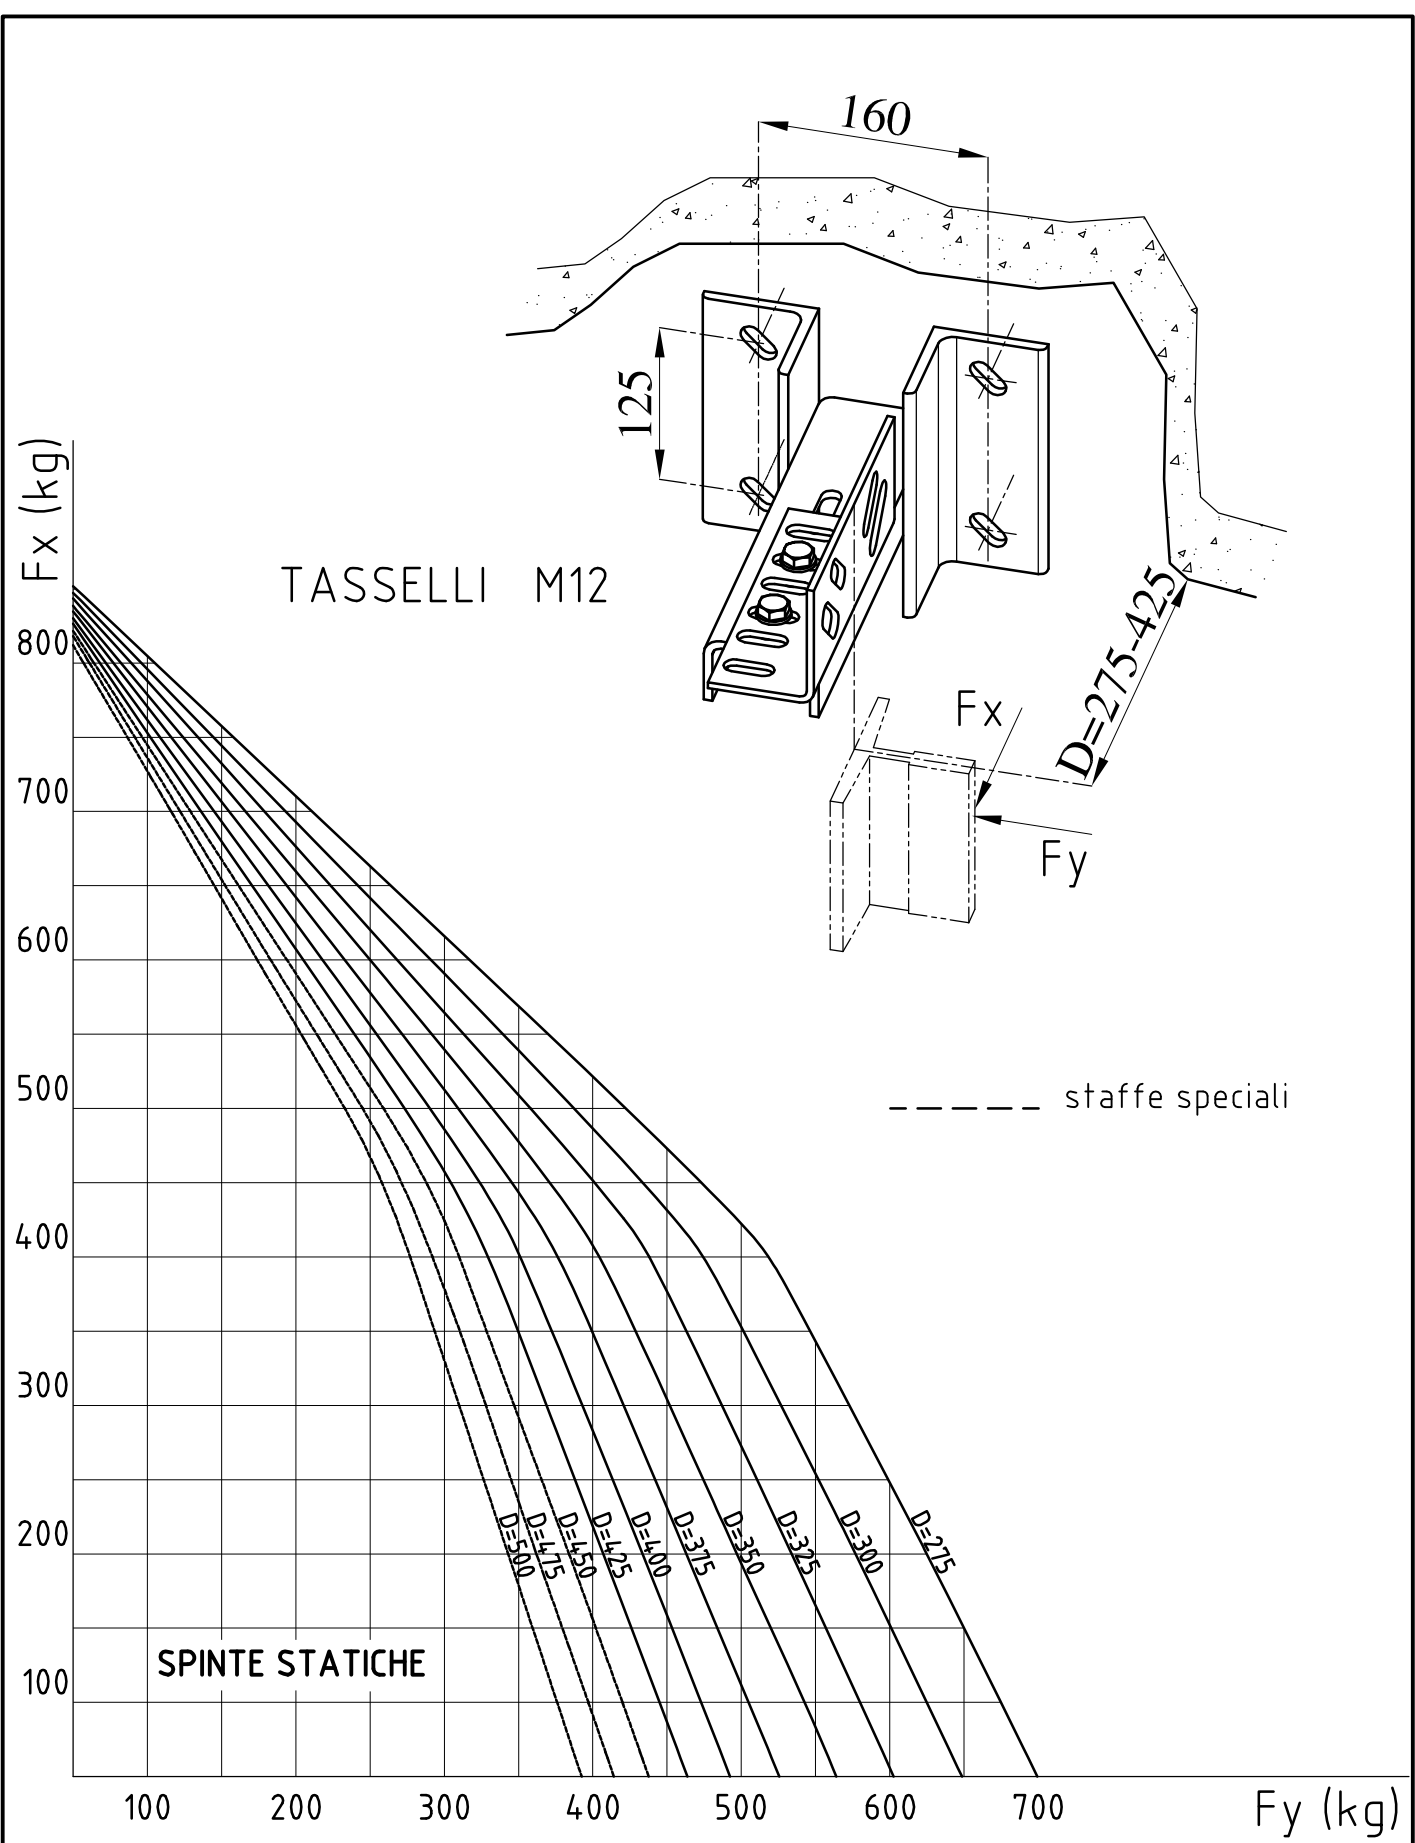 160
125
Fx (kg)
TASSELLI M12
D=275-425
Fx
Fy
800
700
600
500
400
300
200
100
staffe speciali
D=500
D=475
D=450
D=425
D=400
D=375
D=350
D=325
D=300
D=275
SPINTE STATICHE
100 200 300 400 500 600 700 Fy (kg)